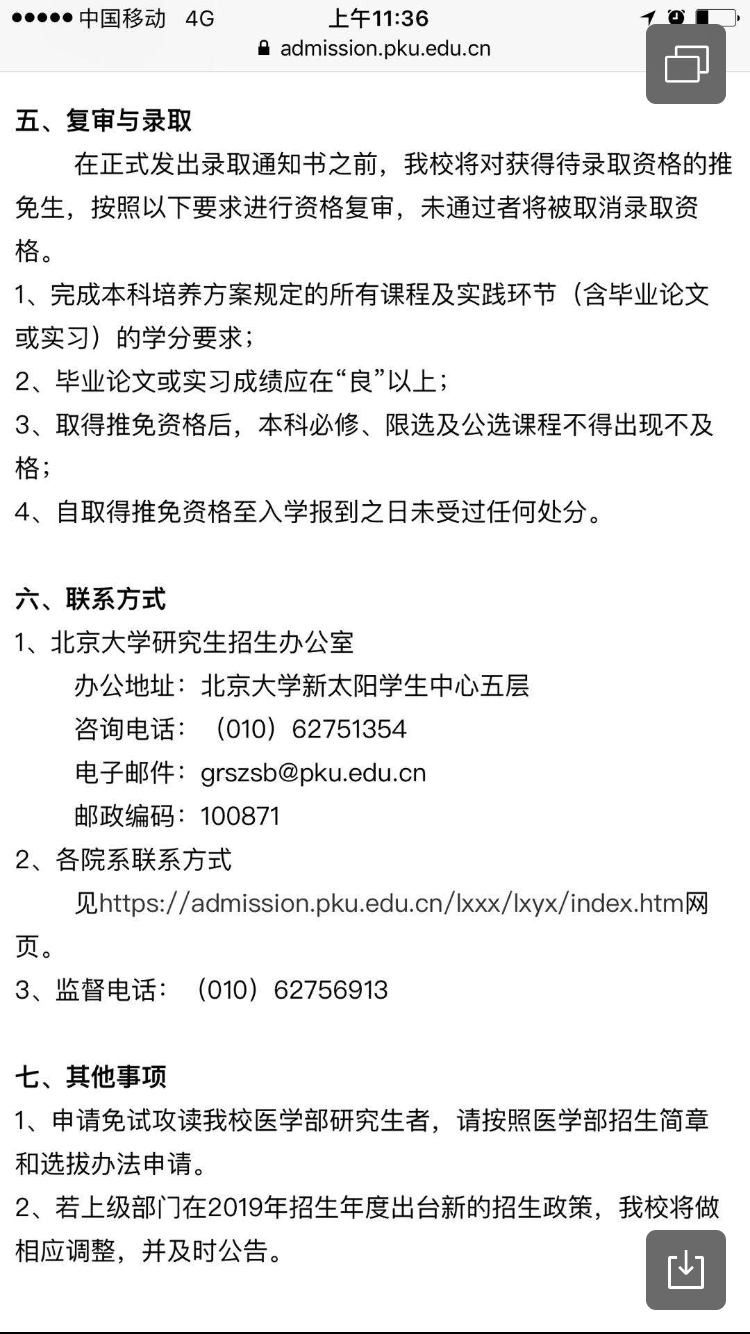 中国移动 4G 上午11:36
admission.pku.edu.cn
五、复审与录取
在正式发出录取通知书之前，我校将对获得待录取资格的推
免生，按照以下要求进行资格复审，未通过者将被取消录取资
格。
1、完成本科培养方案规定的所有课程及实践环节（含毕业论文
或实习）的学分要求；
2、毕业论文或实习成绩应在“良”以上；
3、取得推免资格后，本科必修、限选及公选课程不得出现不及
格；
4、自取得推免资格至入学报到之日未受过任何处分。
六、联系方式
1、北京大学研究生招生办公室
办公地址：北京大学新太阳学生中心五层
咨询电话：（010）62751354
电子邮件：grszsb@pku.edu.cn
邮政编码：100871
2、各院系联系方式
见https://admission.pku.edu.cn/lxxx/lxyx/index.htm网
页。
3、监督电话：（010）62756913
七、其他事项
1、申请免试攻读我校医学部研究生者，请按照医学部招生简章
和选拔办法申请。
2、若上级部门在2019年招生年度出台新的招生政策，我校将做
相应调整，并及时公告。